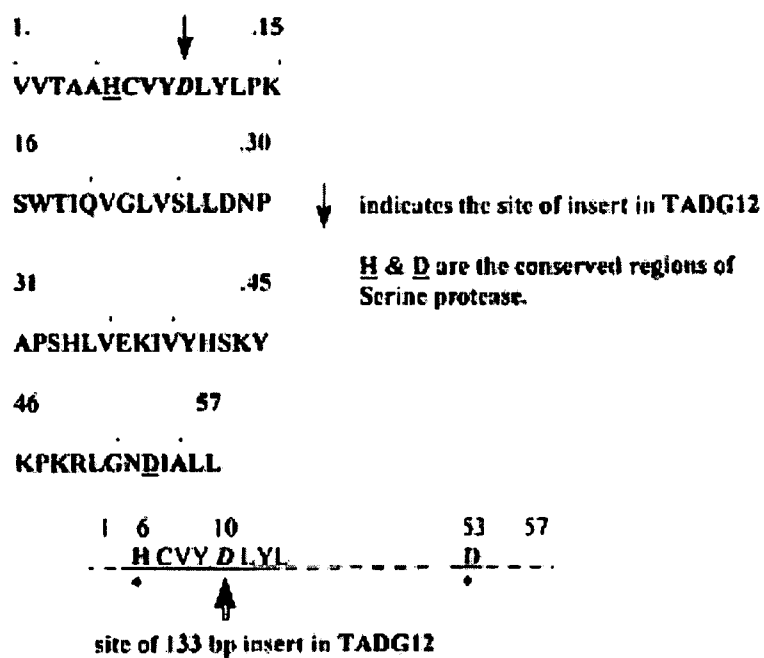 1. .15
VVTAAHCVYDLYLPK
16 .30
SWTIQVGLVSLLDNP
indicates the site of insert in TADG12
H & D are the conserved regions of
Serine protease.
31 .45
APSHLVEKIVYHSKY
46 57
KPKRLGNDIALL
1 6 10 53 57
H CVY D LYL D
site of 133 bp insert in TADG12